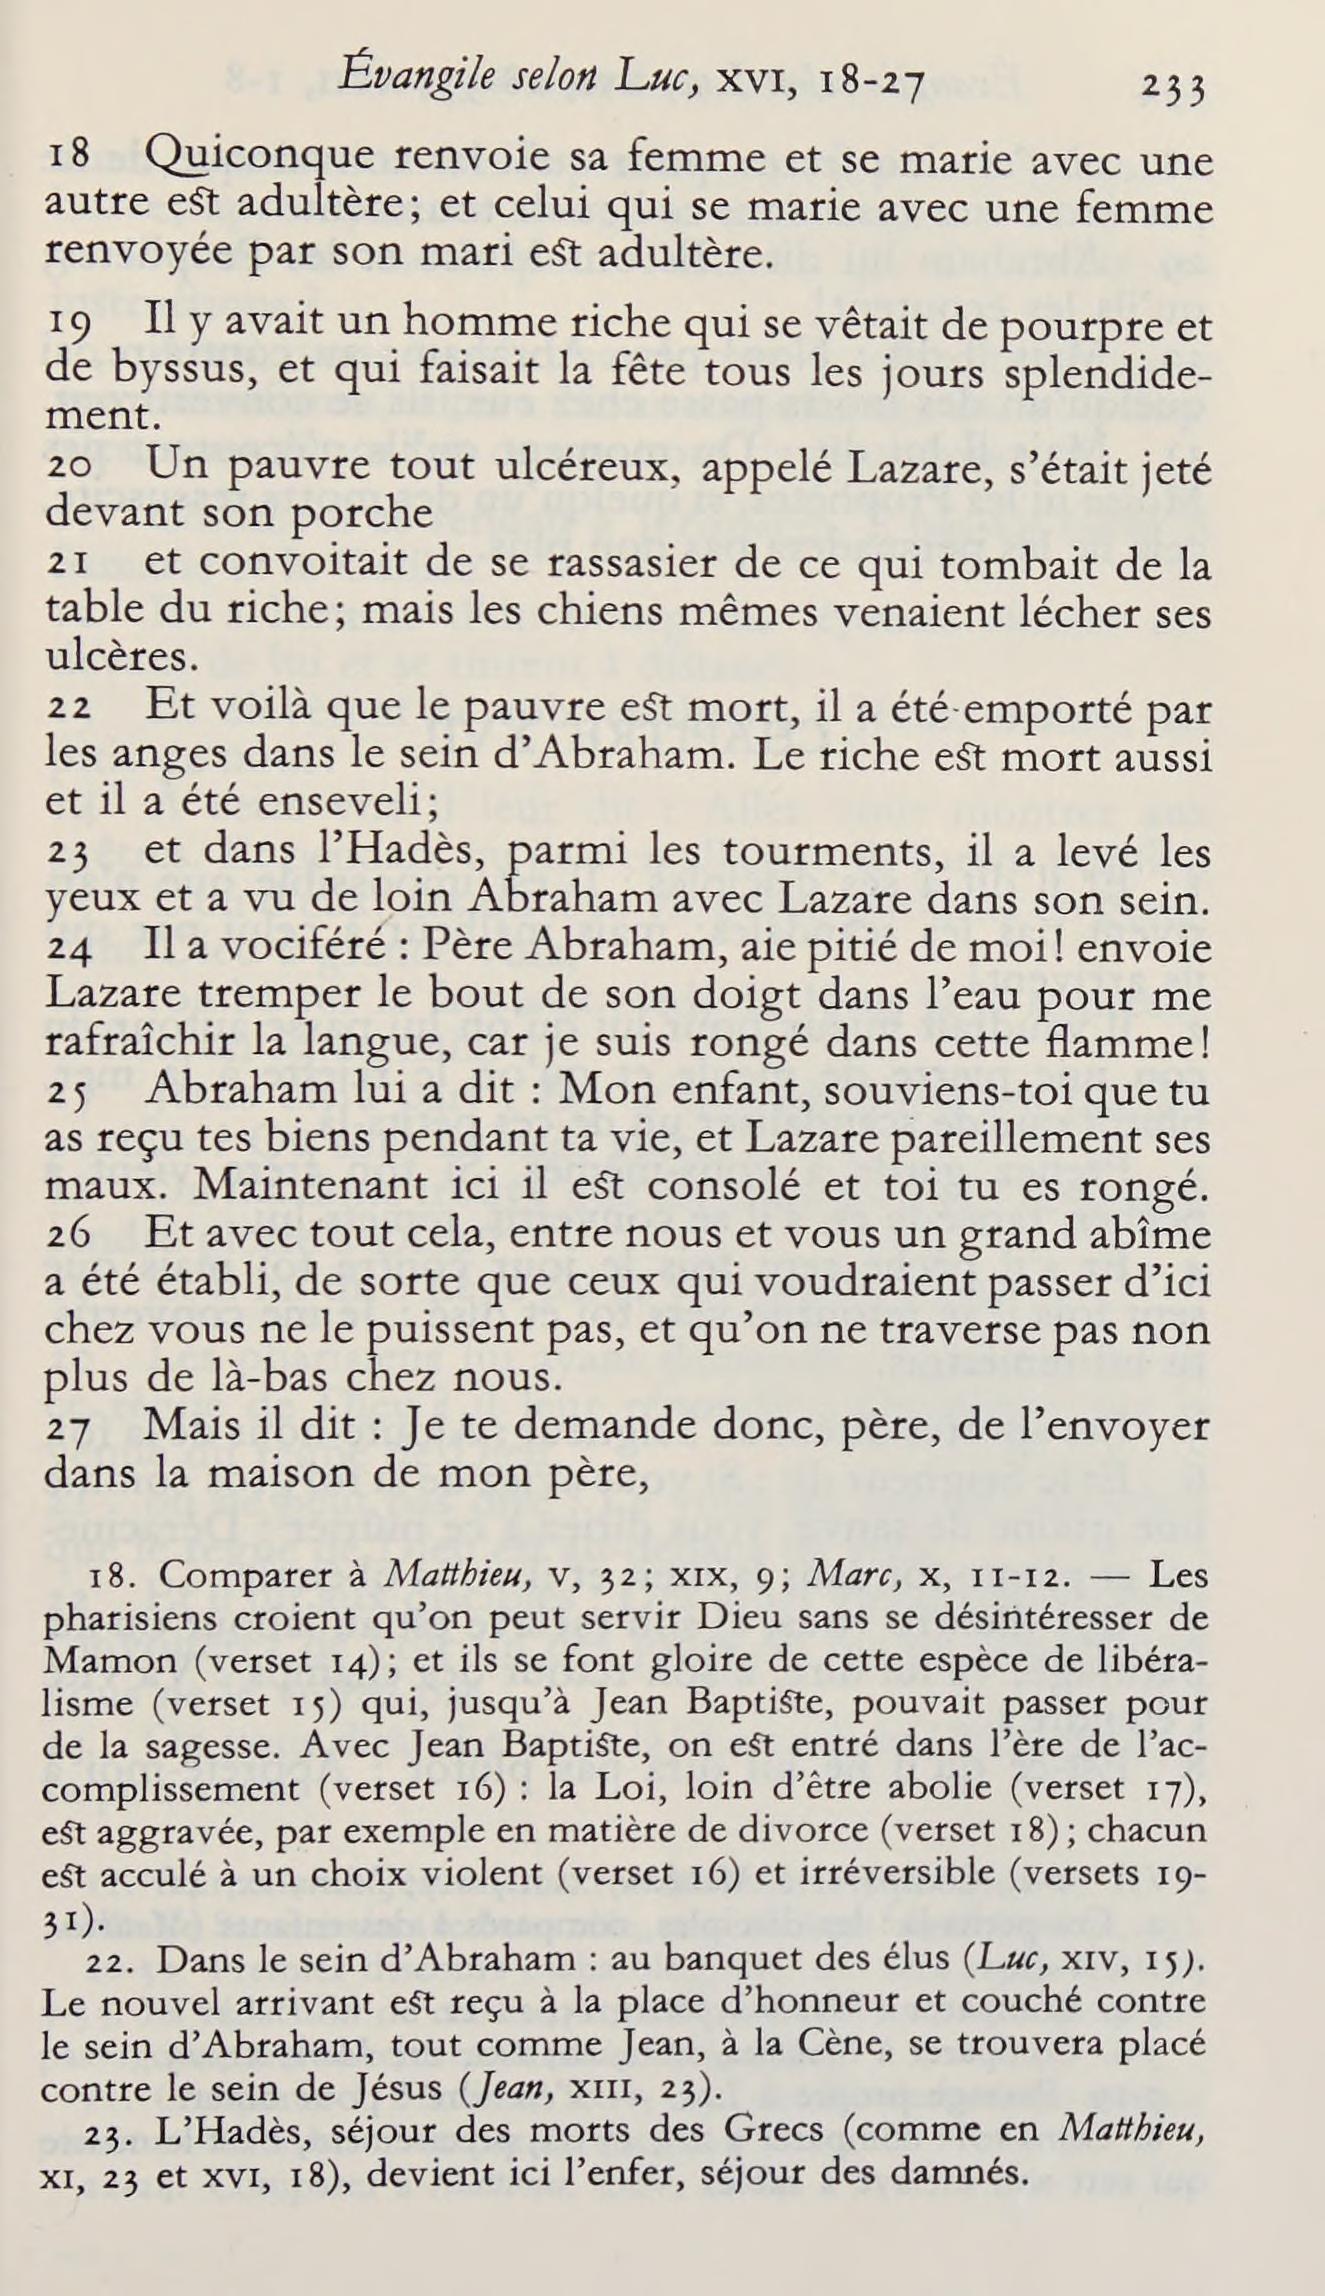 Évangile selon Luc, XVI, 18-27 233
18 Quiconque renvoie sa femme et se marie avec une
autre est adultère; et celui qui se marie avec une femme
renvoyée par son mari est adultère.
19 Il y avait un homme riche qui se vêtait de pourpre et
de byssus, et qui faisait la fête tous les jours splendide-
ment.
20 Un pauvre tout ulcéreux, appelé Lazare, s'était jeté
devant son porche
21 et convoitait de se rassasier de ce qui tombait de la
table du riche; mais les chiens mêmes venaient lécher ses
ulcères.
22 Et voilà que le pauvre est mort, il a été emporté par
les anges dans le sein d'Abraham. Le riche est mort aussi
et il a été enseveli;
23 et dans l'Hadès, parmi les tourments, il a levé les
yeux et a vu de loin Abraham avec Lazare dans son sein.
24 Il a vociféré : Père Abraham, aie pitié de moi! envoie
Lazare tremper le bout de son doigt dans l'eau pour me
rafraîchir la langue, car je suis rongé dans cette flamme!
25 Abraham lui a dit : Mon enfant, souviens-toi que tu
as reçu tes biens pendant ta vie, et Lazare pareillement ses
maux. Maintenant ici il est consolé et toi tu es rongé.
26 Et avec tout cela, entre nous et vous un grand abîme
a été établi, de sorte que ceux qui voudraient passer d'ici
chez vous ne le puissent pas, et qu'on ne traverse pas non
plus de là-bas chez nous.
27 Mais il dit : Je te demande donc, père, de l'envoyer
dans la maison de mon père,
18. Comparer à Matthieu, V, 32; XIX, 9; Marc, X, 11-12. — Les
pharisiens croient qu'on peut servir Dieu sans se désintéresser de
Mamon (verset 14); et ils se font gloire de cette espèce de libéra-
lisme (verset 15) qui, jusqu'à Jean Baptiste, pouvait passer pour
de la sagesse. Avec Jean Baptiste, on est entré dans l'ère de l'ac-
complissement (verset 16) : la Loi, loin d'être abolie (verset 17),
est aggravée, par exemple en matière de divorce (verset 18); chacun
est acculé à un choix violent (verset 16) et irréversible (versets 19-
31).
22. Dans le sein d'Abraham : au banquet des élus (Luc, XIV, 15).
Le nouvel arrivant est reçu à la place d'honneur et couché contre
le sein d'Abraham, tout comme Jean, à la Cène, se trouvera placé
contre le sein de Jésus (Jean, XIII, 23).
23. L'Hadès, séjour des morts des Grecs (comme en Matthieu,
XI, 23 et XVI, 18), devient ici l'enfer, séjour des damnés.